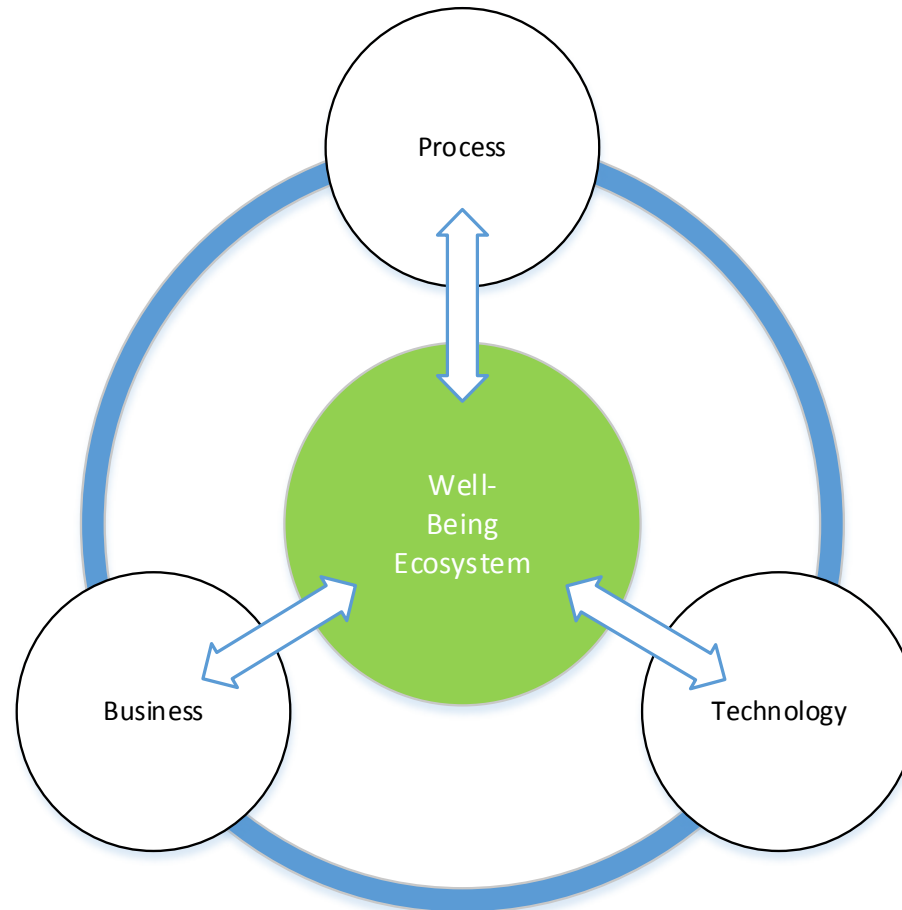 Process
Well-
Being
Ecosystem
Business
Technology